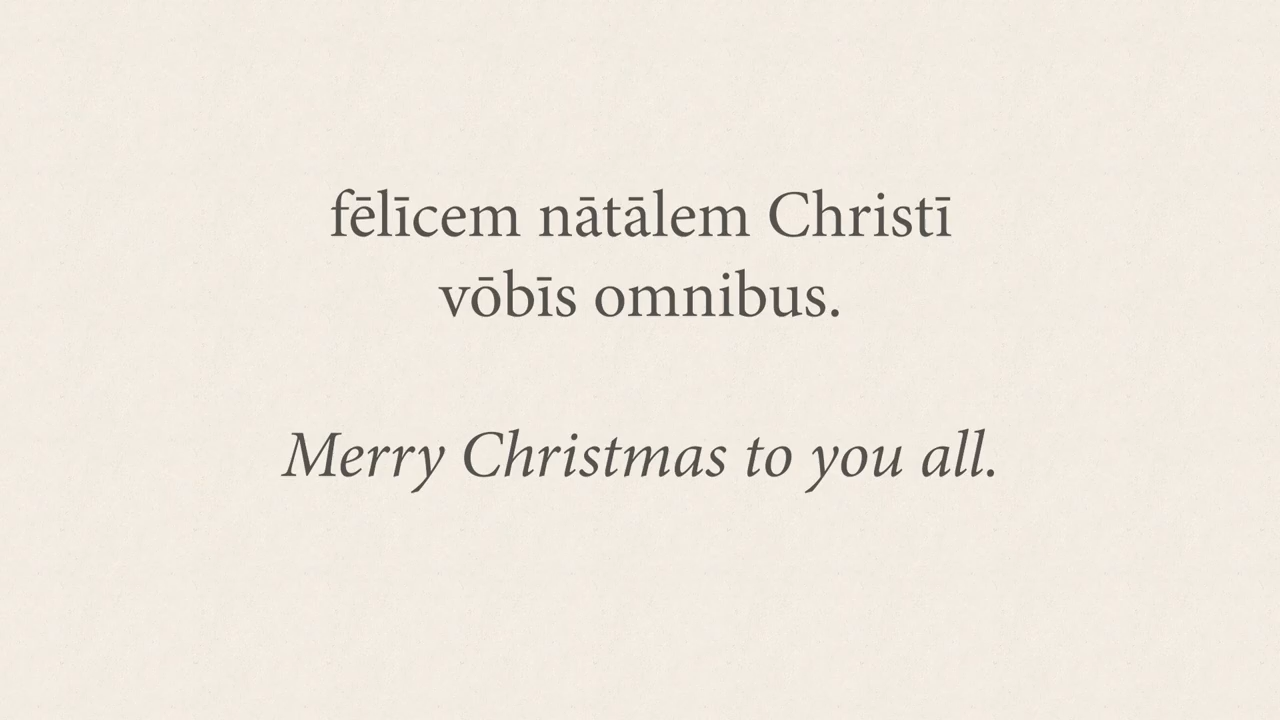 fēlīcem nātālem Christī
vōbīs omnibus.
Merry Christmas to you all.